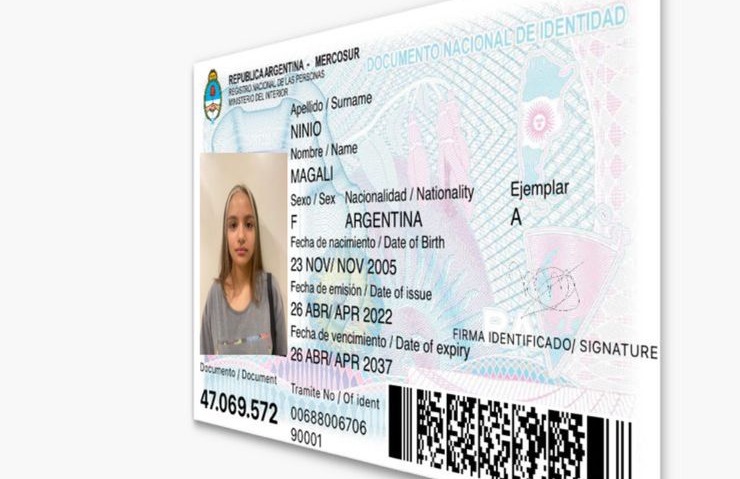 REPUBLICA ARGENTINA - MERCOSUR
REGISTRO NACIONAL DE LAS PERSONAS
MINISTERIO DEL INTERIOR
DOCUMENTO NACIONAL DE IDENTIDAD
Apellido / Surname
NINIO
Nombre / Name
MAGALI
Sexo / Sex Nacionalidad / Nationality Ejemplar
F ARGENTINA A
Fecha de nacimiento / Date of Birth
23 NOV/ NOV 2005
Fecha de emisión / Date of issue
26 ABR/ APR 2022
Fecha de vencimiento / Date of expiry
26 ABR/ APR 2037
FIRMA IDENTIFICADO/ SIGNATURE
Documento / Document
47.069.572
Tramite No / Of ident
00688006706
90001